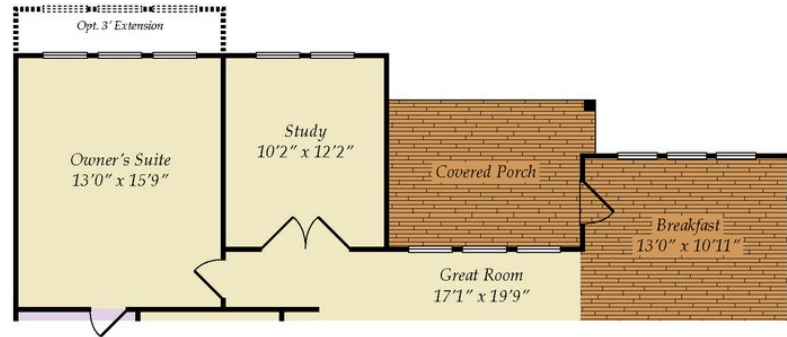 Opt. 3' Extension
Owner's Suite
13'0" x 15'9"
Study
10'2" x 12'2"
Covered Porch
Breakfast
13'0" x 10'11"
Great Room
17'1" x 19'9"